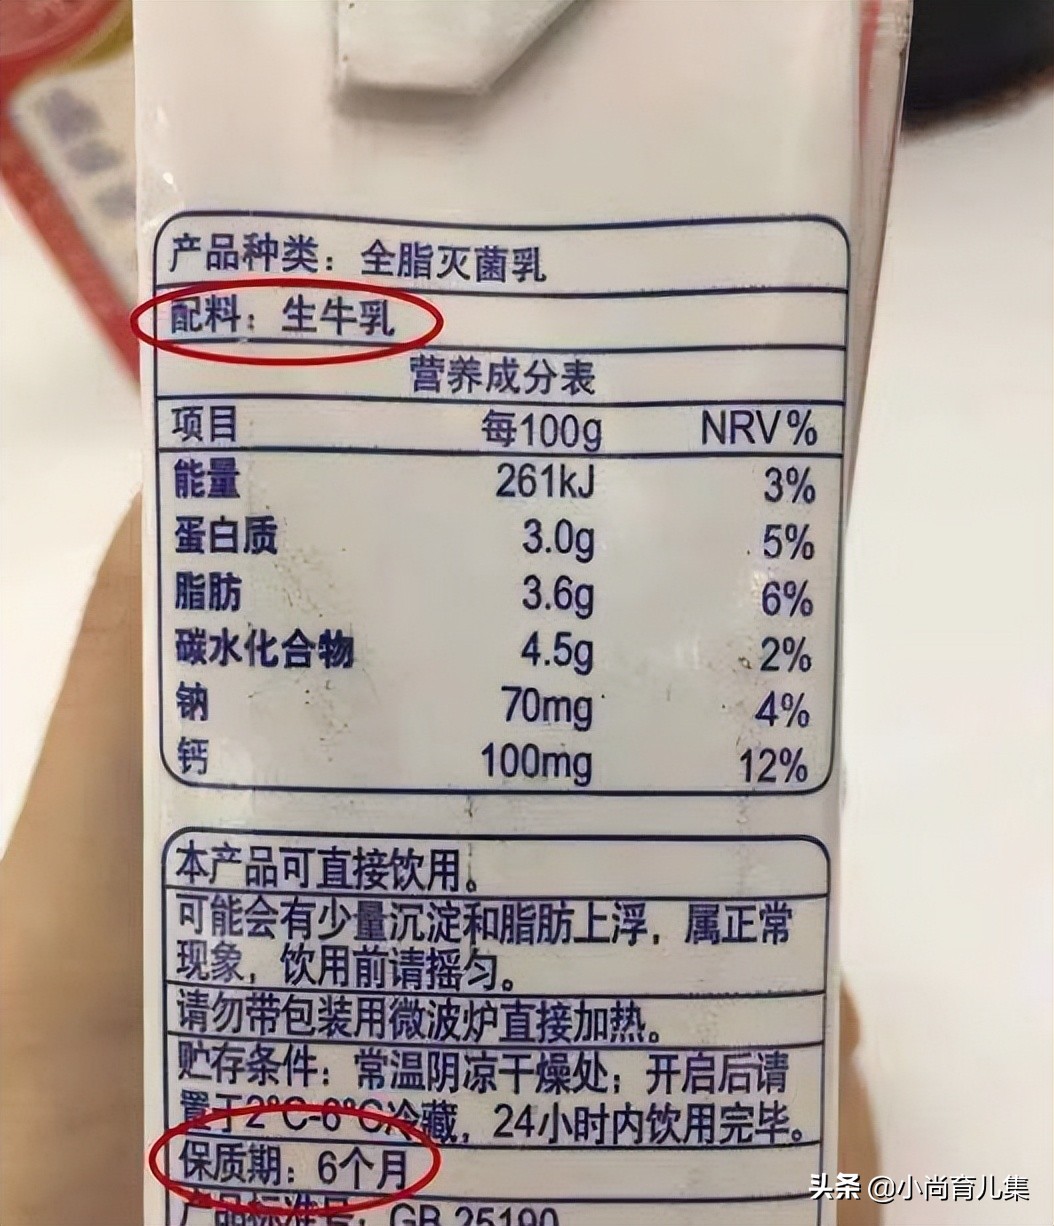 产品种类：全脂灭菌乳
配料：生牛乳
营养成分表
项目 每100g NRV%
能量 261kJ 3%
蛋白质 3.0g 5%
脂肪 3.6g 6%
碳水化合物 4.5g 2%
钠 70mg 4%
钙 100mg 12%
本产品可直接饮用。
可能会有少量沉淀和脂肪上浮，属正常
现象，饮用前请摇匀。
请勿带包装用微波炉直接加热。
贮存条件：常温阴凉干燥处；开启后请
置于2°C-6°C冷藏，24小时内饮用完毕。
保质期：6个月
产品标准号：GB 25190
头条 @小尚育儿集